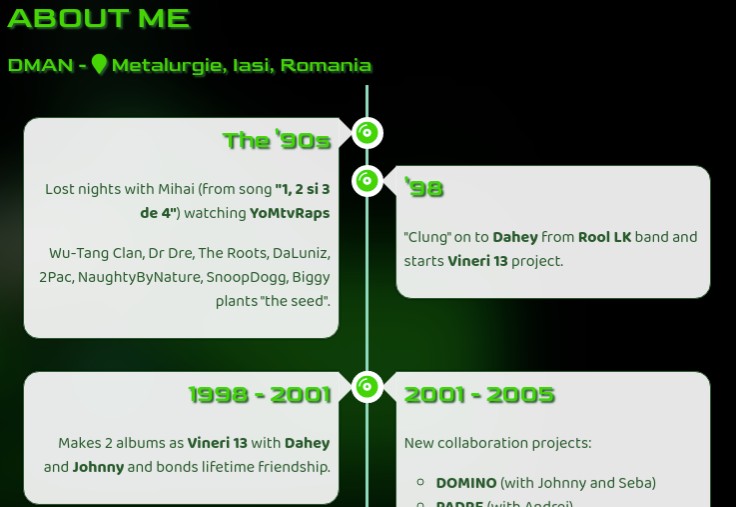 ABOUT ME
DMAN - Metalurgie, Iasi, Romania
The '90s
Lost nights with Mihai (from song "1, 2 si 3
de 4") watching YoMtvRaps
Wu-Tang Clan, Dr Dre, The Roots, DaLuniz,
2Pac, NaughtyByNature, SnoopDogg, Biggy
plants "the seed".
'98
"Clung" on to Dahey from Rool LK band and
starts Vineri 13 project.
1998 - 2001
Makes 2 albums as Vineri 13 with Dahey
and Johnny and bonds lifetime friendship.
2001 - 2005
New collaboration projects:
DOMINO (with Johnny and Seba)
PADRE (with Andrei)